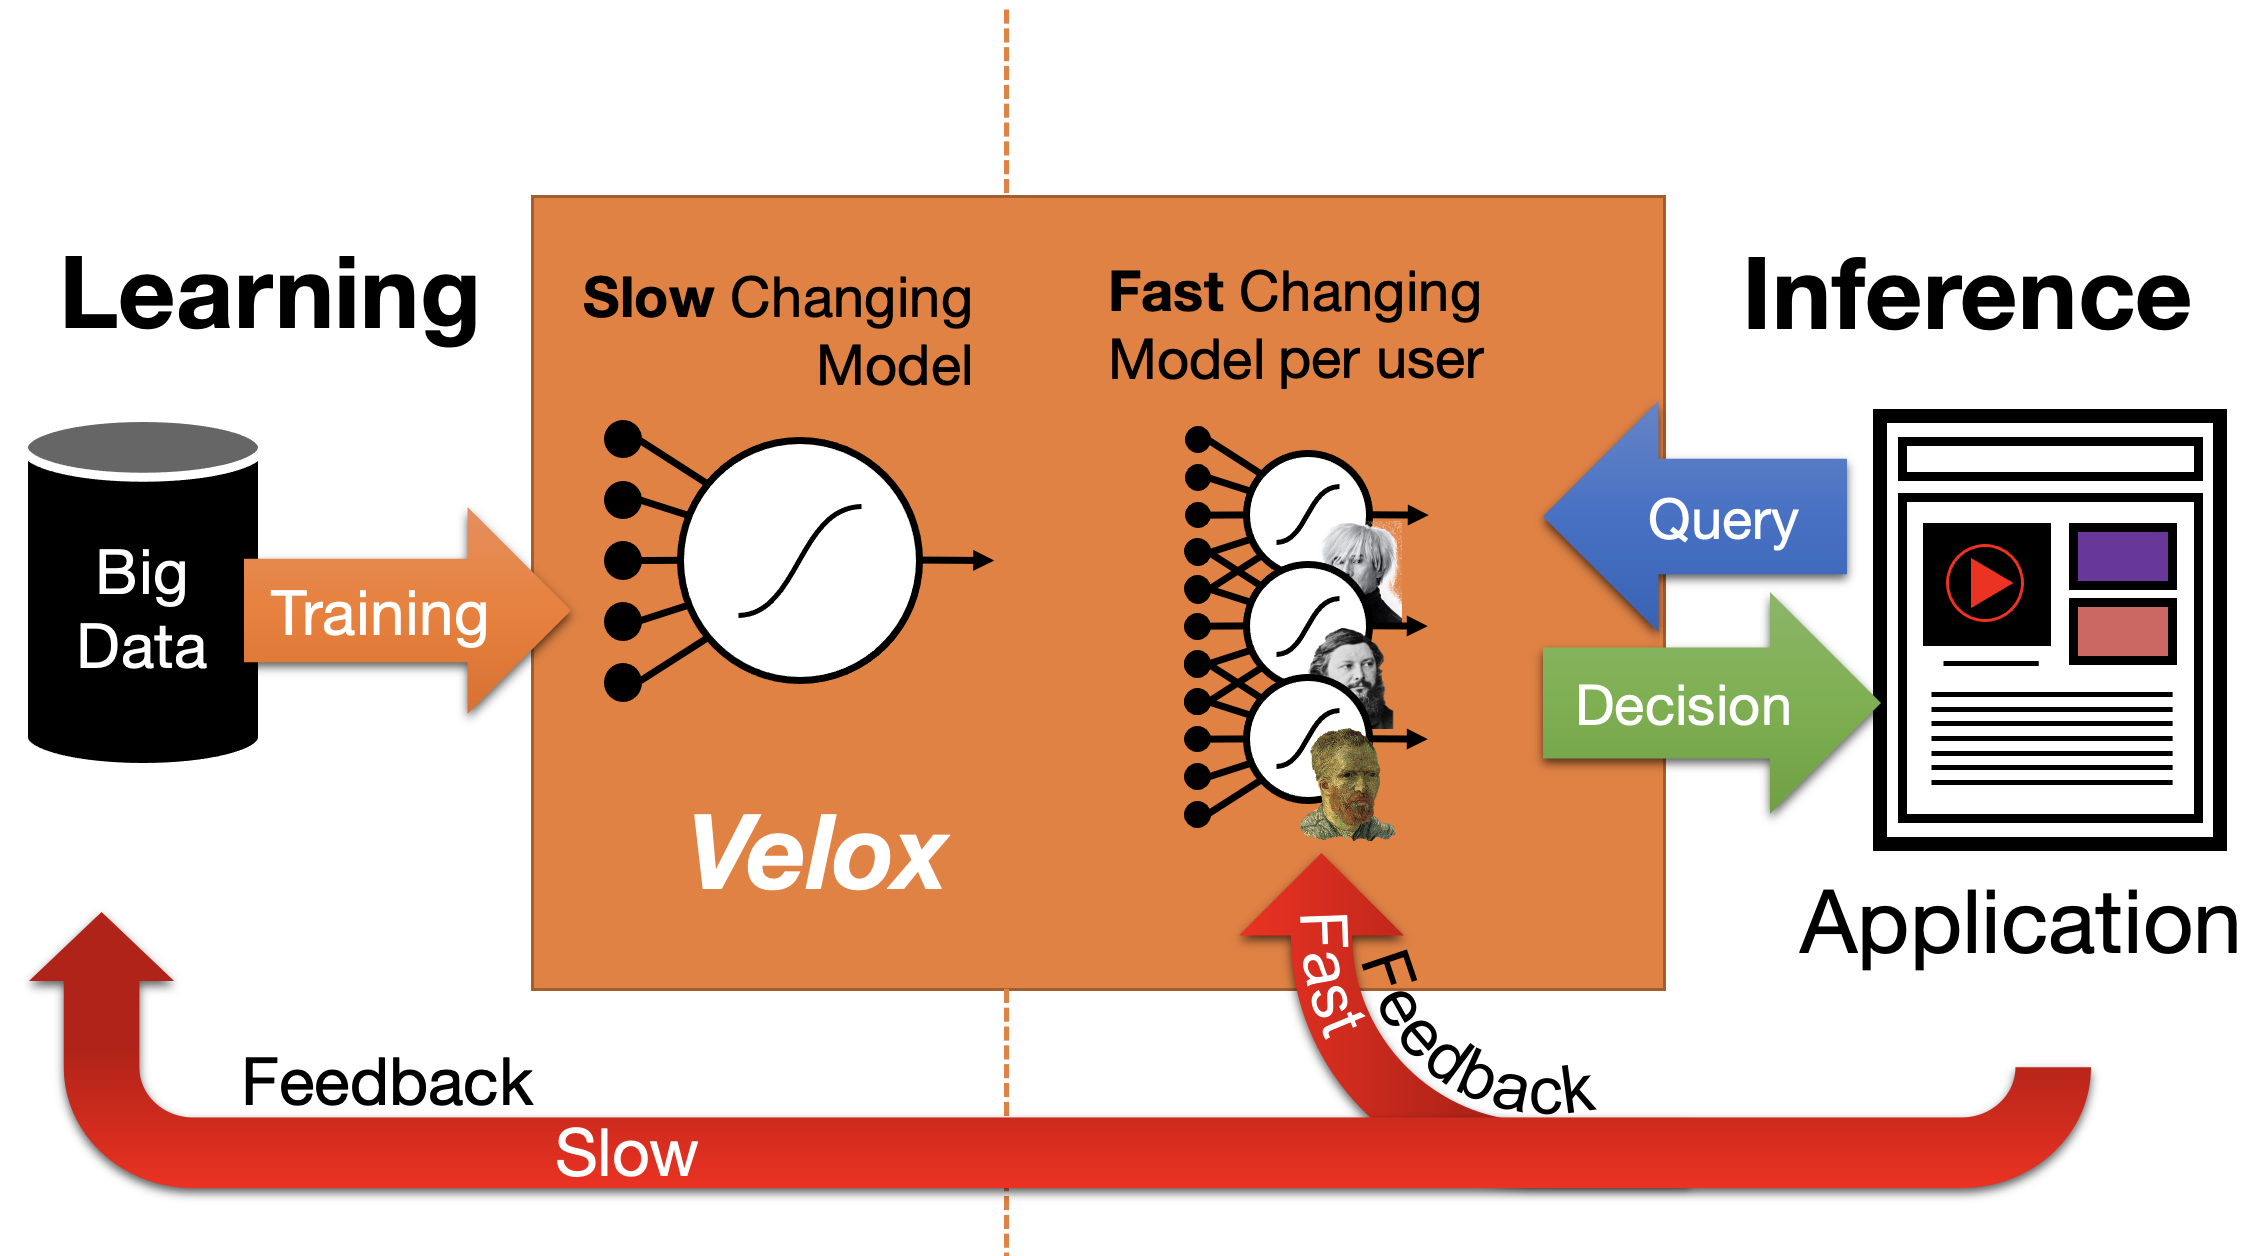 Learning
Slow Changing
Model
Fast Changing
Model per user
Inference
Big
Data
Training
Query
Decision
Velox
Application
Fast
Feedback
Feedback
Slow